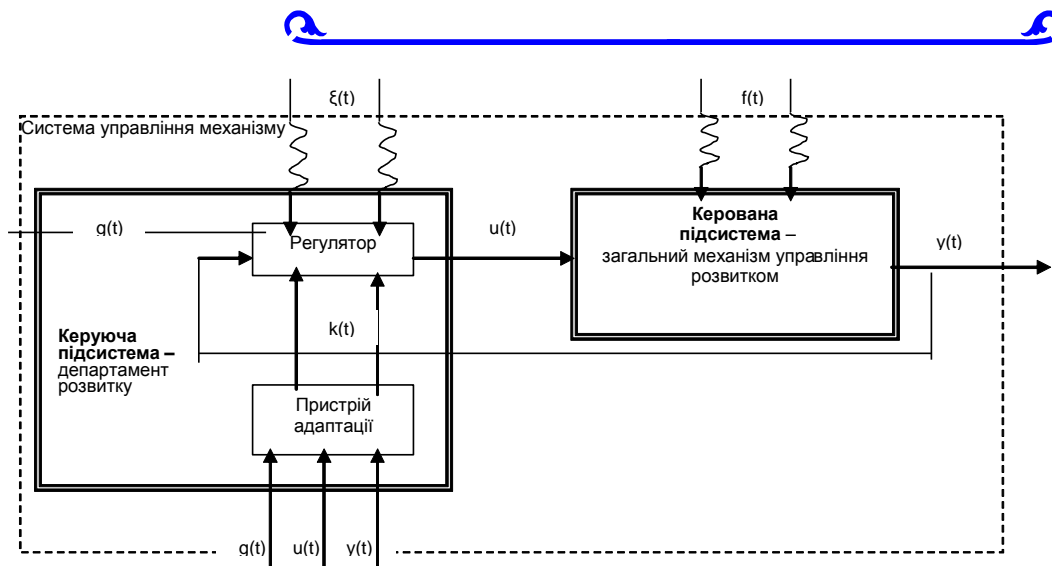 ξ(t)
f(t)
Система управління механізму
g(t)
Регулятор
u(t)
Керована
підсистема –
загальний механізм управління
розвитком
y(t)
Керуюча
підсистема –
департамент
розвитку
k(t)
Пристрій
адаптації
g(t)
u(t)
y(t)